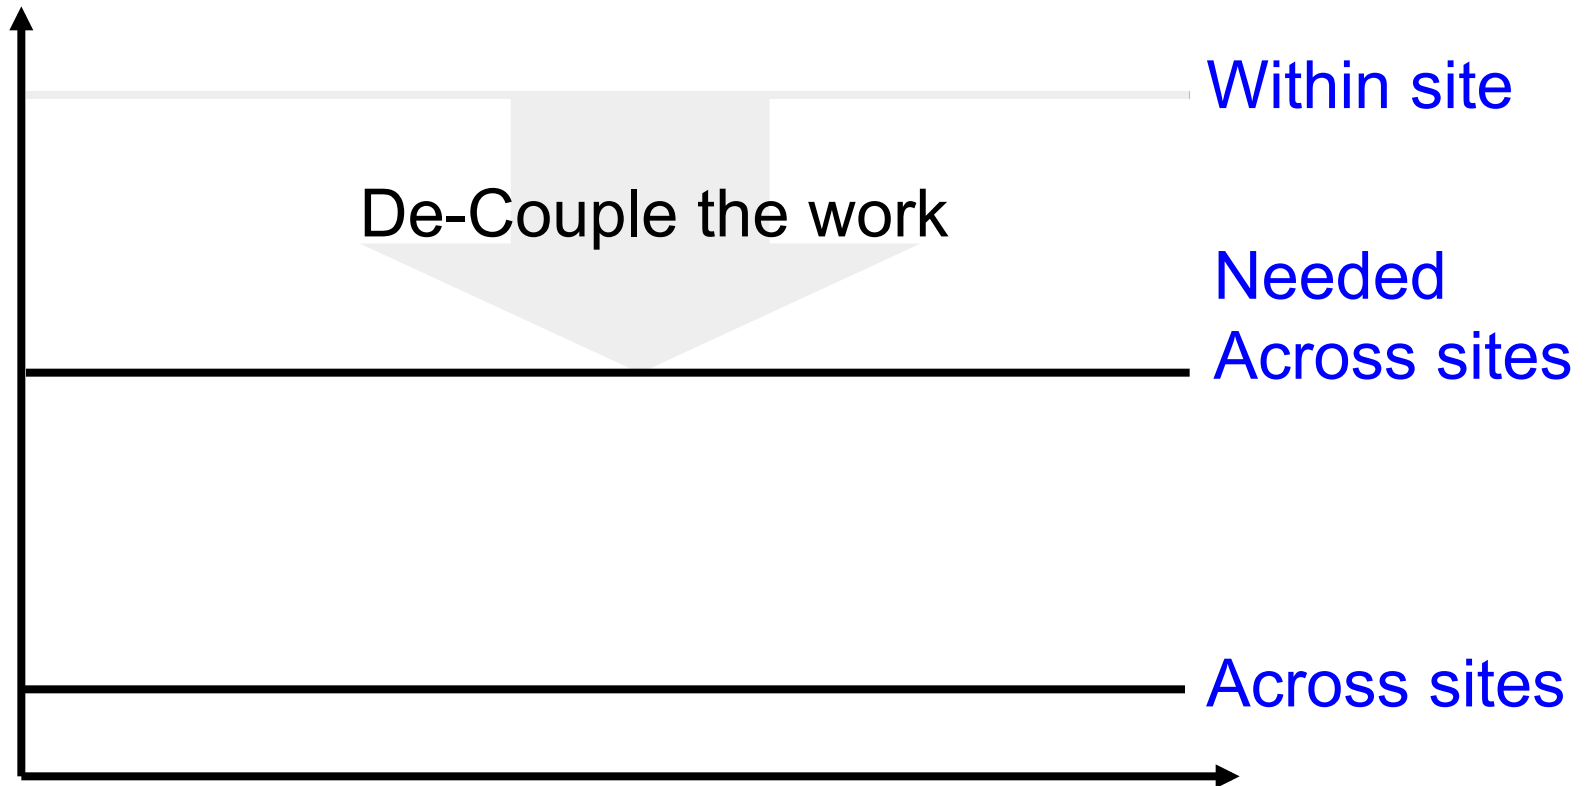 Within site
De-Couple the work
Needed
Across sites
Across sites